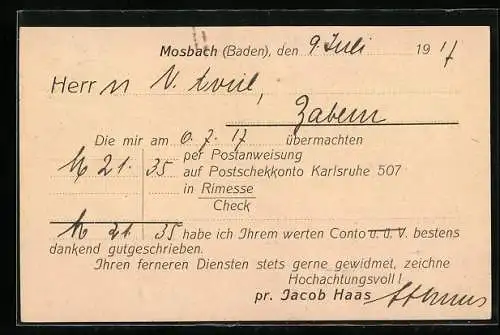 Mosbach (Baden), den 9. Juli 1917
Herrn V.
Zabern
Die mir am 6.7.17 übermachten
M 21. 35 per Postanweisung
auf Postschekkonto Karlsruhe 507
in Rimesse
Check
M 21 35 habe ich Ihrem werten Conto u. ü. V. bestens
dankend gutgeschrieben.
Ihren ferneren Diensten stets gerne gewidmet, zeichne
Hochachtungsvoll!
pr. Jacob Haas